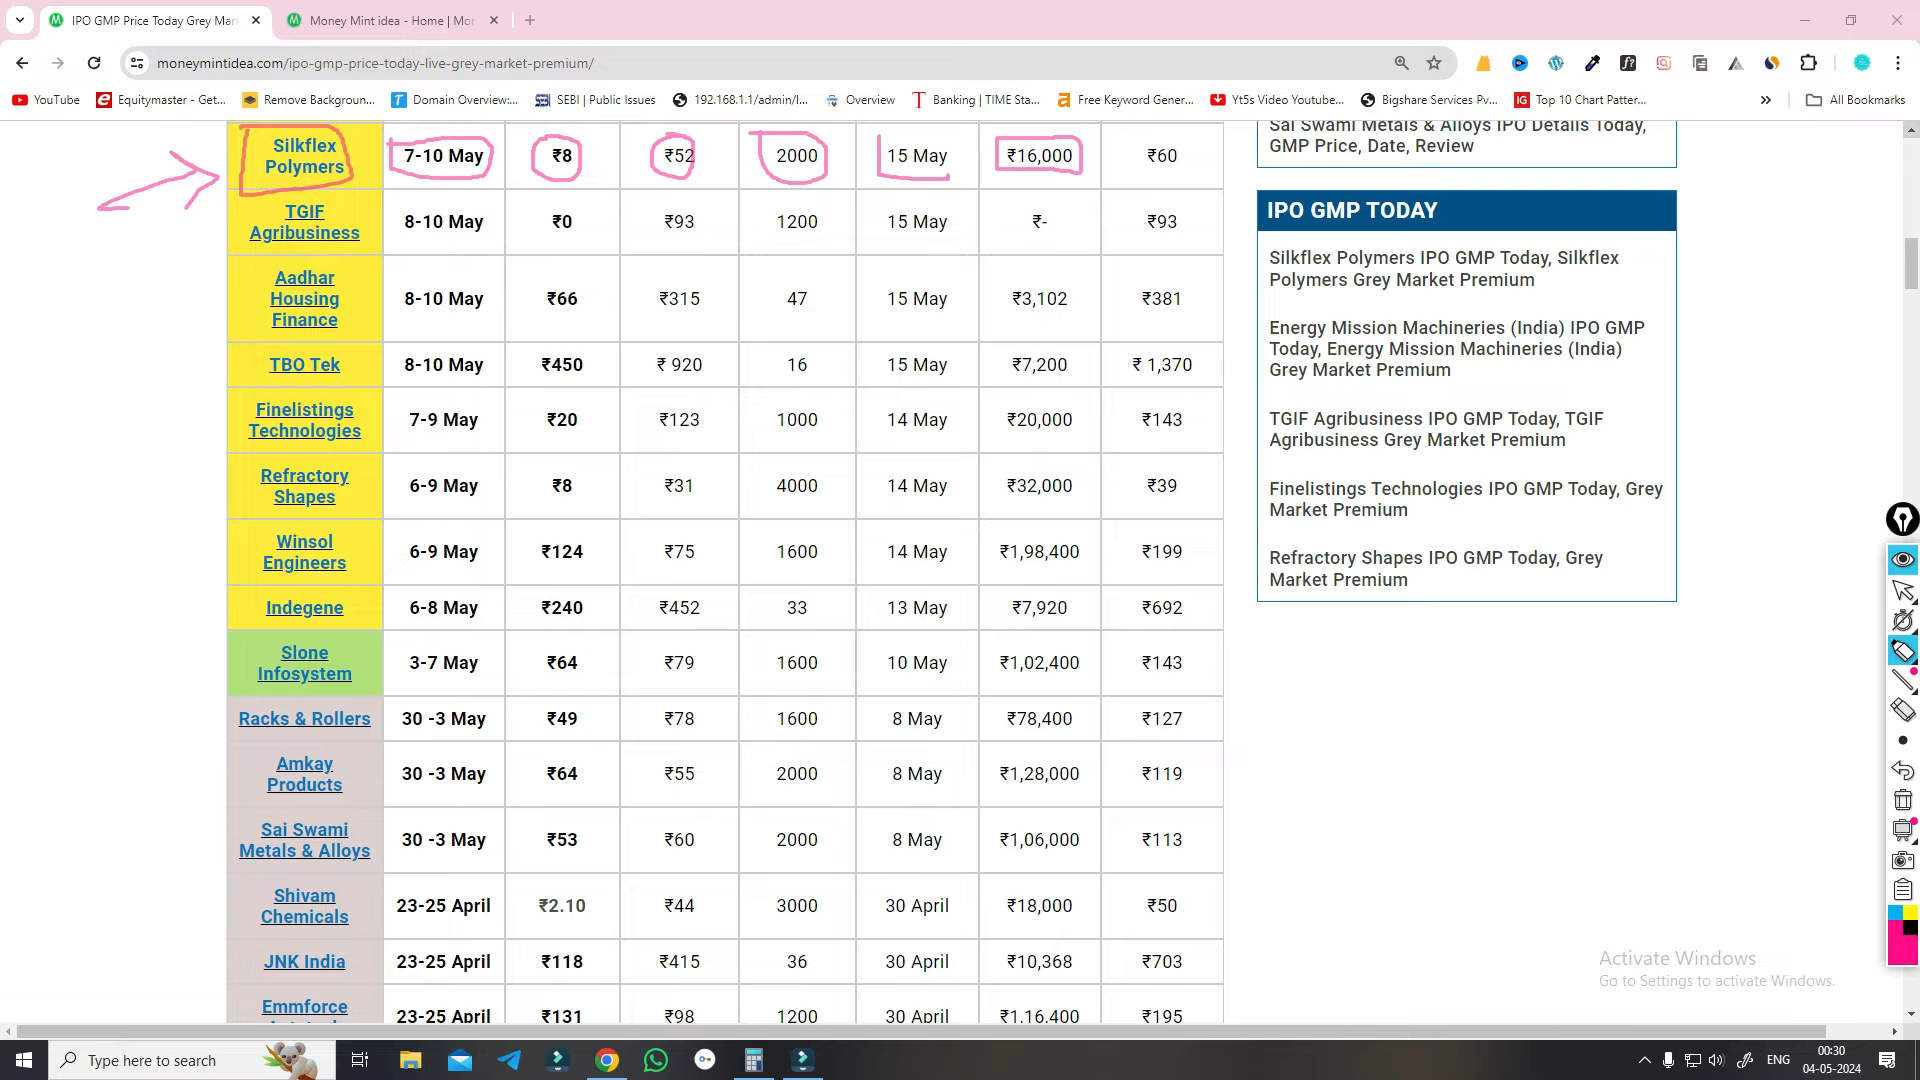 IPO GMP Price Today Grey Mar
Money Mint idea - Home | Mon
moneymintidea.com/ipo-gmp-price-today-live-grey-market-premium/
YouTube
Equitymaster - Get...
Remove Backgroun...
Domain Overview:...
SEBI | Public Issues
192.168.1.1/admin/l...
Overview
Banking | TIME Sta...
Free Keyword Gener...
Yt5s Video Youtube...
Bigshare Services Pv...
Top 10 Chart Patter...
All Bookmarks
Silkflex Polymers 7-10 May ₹8 ₹52 2000 15 May ₹16,000 ₹60
TGIF Agribusiness 8-10 May ₹0 ₹93 1200 15 May ₹- ₹93
Aadhar Housing Finance 8-10 May ₹66 ₹315 47 15 May ₹3,102 ₹381
TBO Tek 8-10 May ₹450 ₹ 920 16 15 May ₹7,200 ₹ 1,370
Finelistings Technologies 7-9 May ₹20 ₹123 1000 14 May ₹20,000 ₹143
Refractory Shapes 6-9 May ₹8 ₹31 4000 14 May ₹32,000 ₹39
Winsol Engineers 6-9 May ₹124 ₹75 1600 14 May ₹1,98,400 ₹199
Indegene 6-8 May ₹240 ₹452 33 13 May ₹7,920 ₹692
Slone Infosystem 3-7 May ₹64 ₹79 1600 10 May ₹1,02,400 ₹143
Racks & Rollers 30 -3 May ₹49 ₹78 1600 8 May ₹78,400 ₹127
Amkay Products 30 -3 May ₹64 ₹55 2000 8 May ₹1,28,000 ₹119
Sai Swami Metals & Alloys 30 -3 May ₹53 ₹60 2000 8 May ₹1,06,000 ₹113
Shivam Chemicals 23-25 April ₹2.10 ₹44 3000 30 April ₹18,000 ₹50
JNK India 23-25 April ₹118 ₹415 36 30 April ₹10,368 ₹703
Emmforce 23-25 April ₹131 ₹98 1200 30 April ₹1,16,400 ₹195
Sai Swami Metals & Alloys IPO Details Today,
GMP Price, Date, Review
IPO GMP TODAY
Silkflex Polymers IPO GMP Today, Silkflex
Polymers Grey Market Premium
Energy Mission Machineries (India) IPO GMP
Today, Energy Mission Machineries (India)
Grey Market Premium
TGIF Agribusiness IPO GMP Today, TGIF
Agribusiness Grey Market Premium
Finelistings Technologies IPO GMP Today, Grey
Market Premium
Refractory Shapes IPO GMP Today, Grey
Market Premium
Activate Windows
Go to Settings to activate Windows.
Type here to search
ENG
00:30
04-05-2024